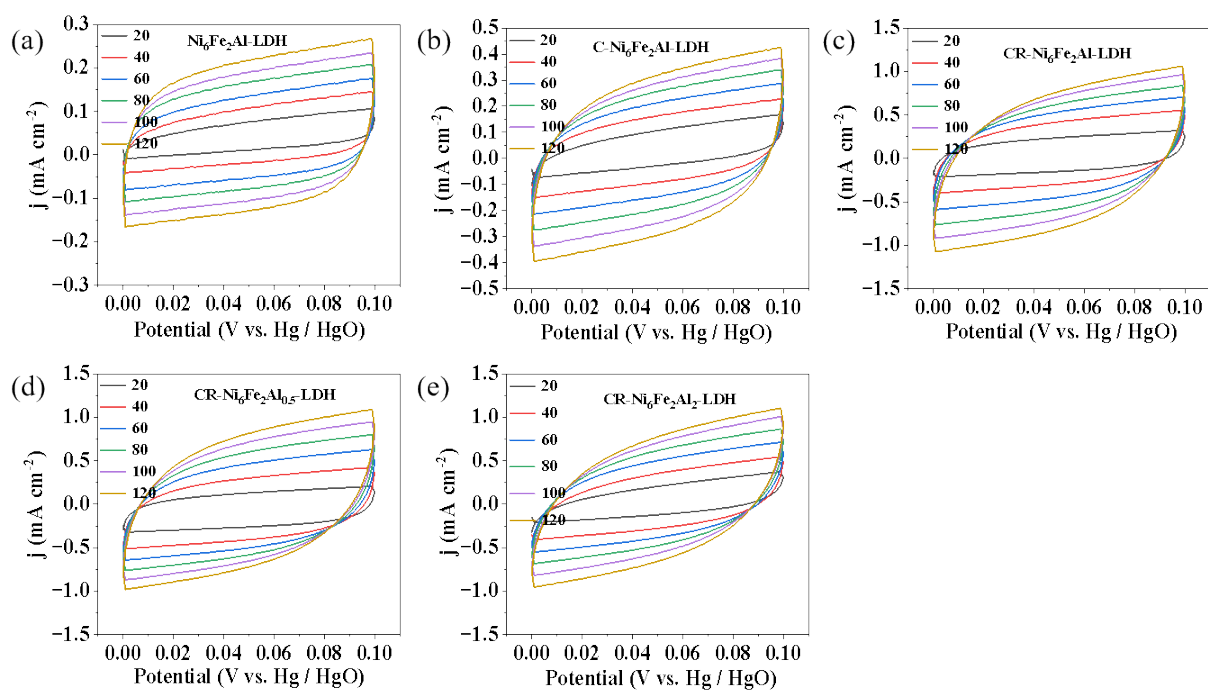 (a)
Ni₆Fe₂Al-LDH
20
40
60
80
100
120
0.3
0.2
0.1
0.0
−0.1
−0.2
−0.3
j (mA cm⁻²)
0.00 0.02 0.04 0.06 0.08 0.10
Potential (V vs. Hg / HgO)
(b)
C-Ni₆Fe₂Al-LDH
20
40
60
80
100
120
0.5
0.4
0.3
0.2
0.1
0.0
−0.1
−0.2
−0.3
−0.4
−0.5
j (mA cm⁻²)
0.00 0.02 0.04 0.06 0.08 0.10
Potential (V vs. Hg / HgO)
(c)
CR-Ni₆Fe₂Al-LDH
20
40
60
80
100
120
1.5
1.0
0.5
0.0
−0.5
−1.0
−1.5
j (mA cm⁻²)
0.00 0.02 0.04 0.06 0.08 0.10
Potential (V vs. Hg / HgO)
(d)
CR-Ni₆Fe₂Al₀.₅-LDH
20
40
60
80
100
120
1.5
1.0
0.5
0.0
−0.5
−1.0
−1.5
j (mA cm⁻²)
0.00 0.02 0.04 0.06 0.08 0.10
Potential (V vs. Hg / HgO)
(e)
CR-Ni₆Fe₂Al₂-LDH
20
40
60
80
100
120
1.5
1.0
0.5
0.0
−0.5
−1.0
−1.5
j (mA cm⁻²)
0.00 0.02 0.04 0.06 0.08 0.10
Potential (V vs. Hg / HgO)